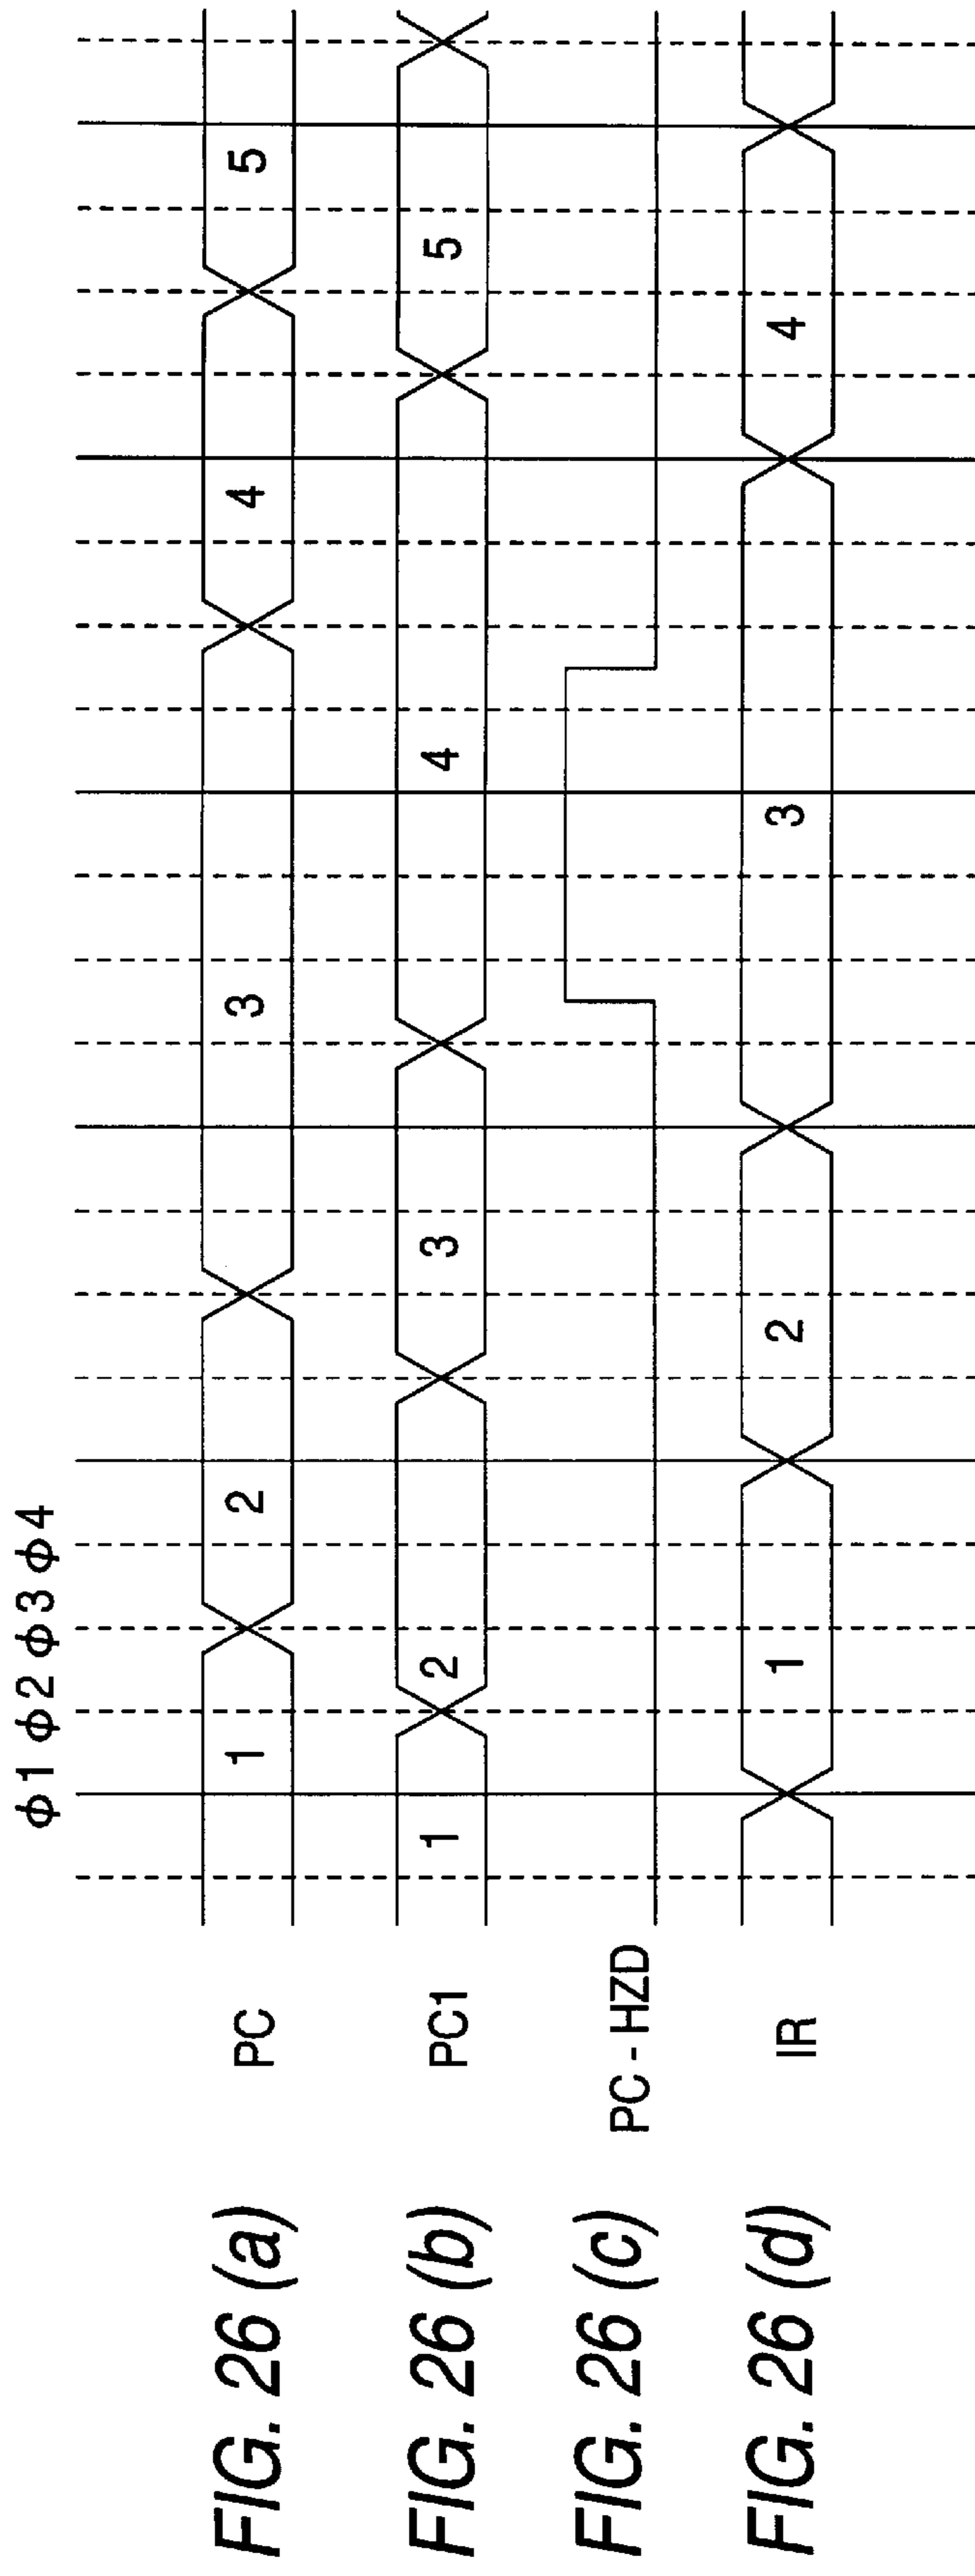 φ1 φ2 φ3 φ4
FIG. 26 (a) PC 1 2 3 4 5
FIG. 26 (b) PC1 1 2 3 4 5
FIG. 26 (c) PC - HZD
FIG. 26 (d) IR 1 2 3 4